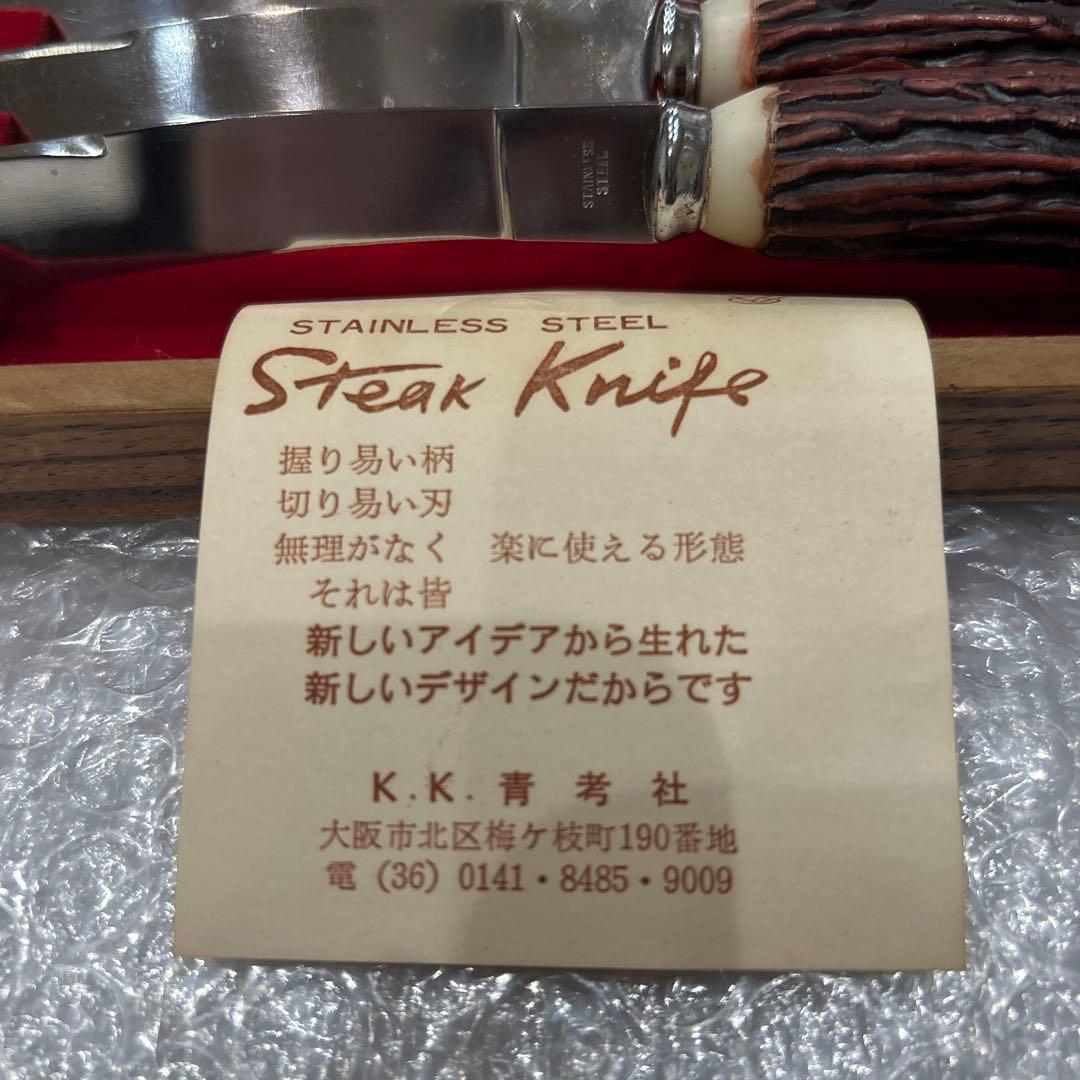 STAINLESS
STEEL
STAINLESS STEEL
Steak Knife
握り易い柄
切り易い刃
無理がなく 楽に使える形態
それは皆
新しいアイデアから生れた
新しいデザインだからです
K.K.青考社
大阪市北区梅ケ枝町190番地
電 (36) 0141・8485・9009